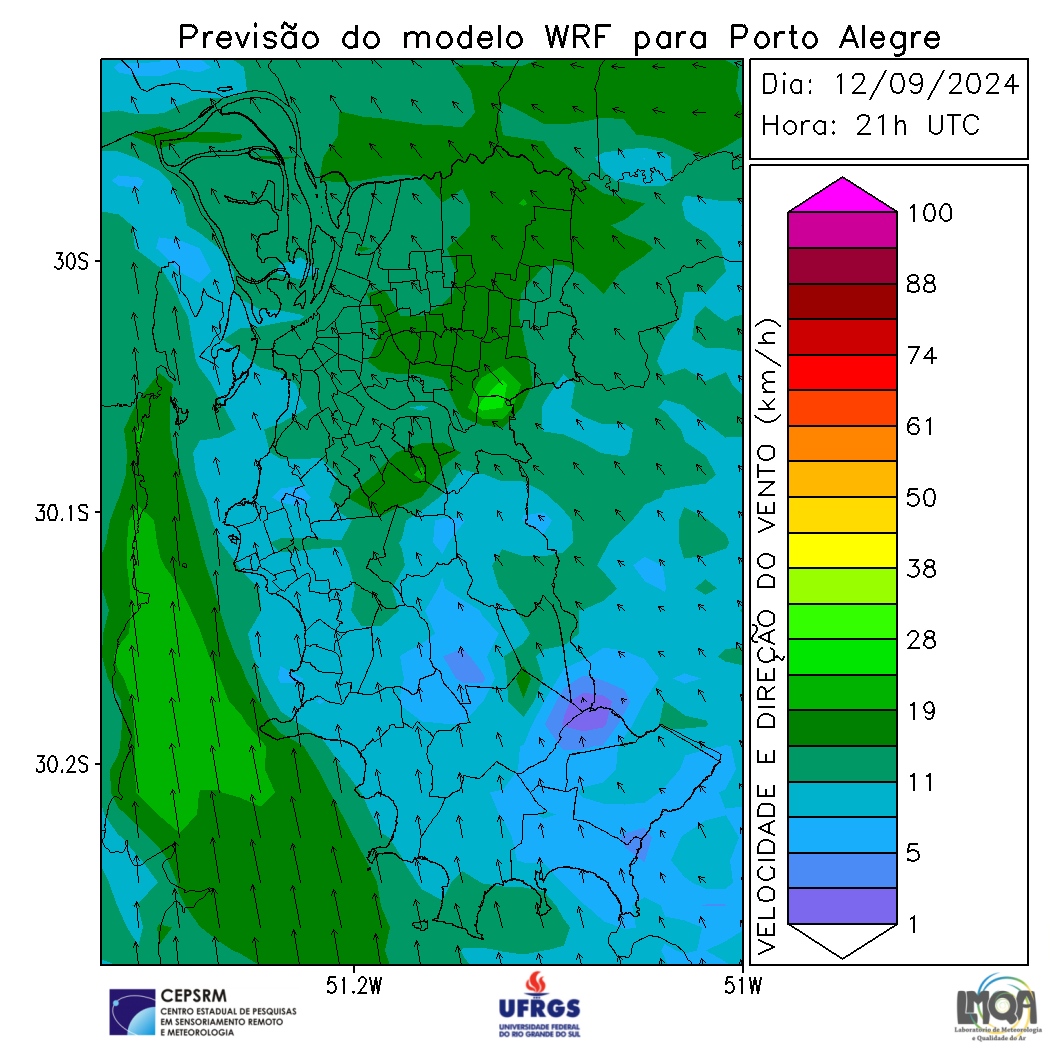 Previsão do modelo WRF para Porto Alegre
Dia: 12/09/2024
Hora: 21h UTC
30S
30.1S
30.2S
51.2W
51W
VELOCIDADE E DIREÇÃO DO VENTO (km/h)
100
88
74
61
50
38
28
19
11
5
1
CEPSRM
CENTRO ESTADUAL DE PESQUISAS
EM SENSORIAMENTO REMOTO
E METEOROLOGIA
UFRGS
UNIVERSIDADE FEDERAL
DO RIO GRANDE DO SUL
LMQA
Laboratório de Meteorologia
e Qualidade do Ar